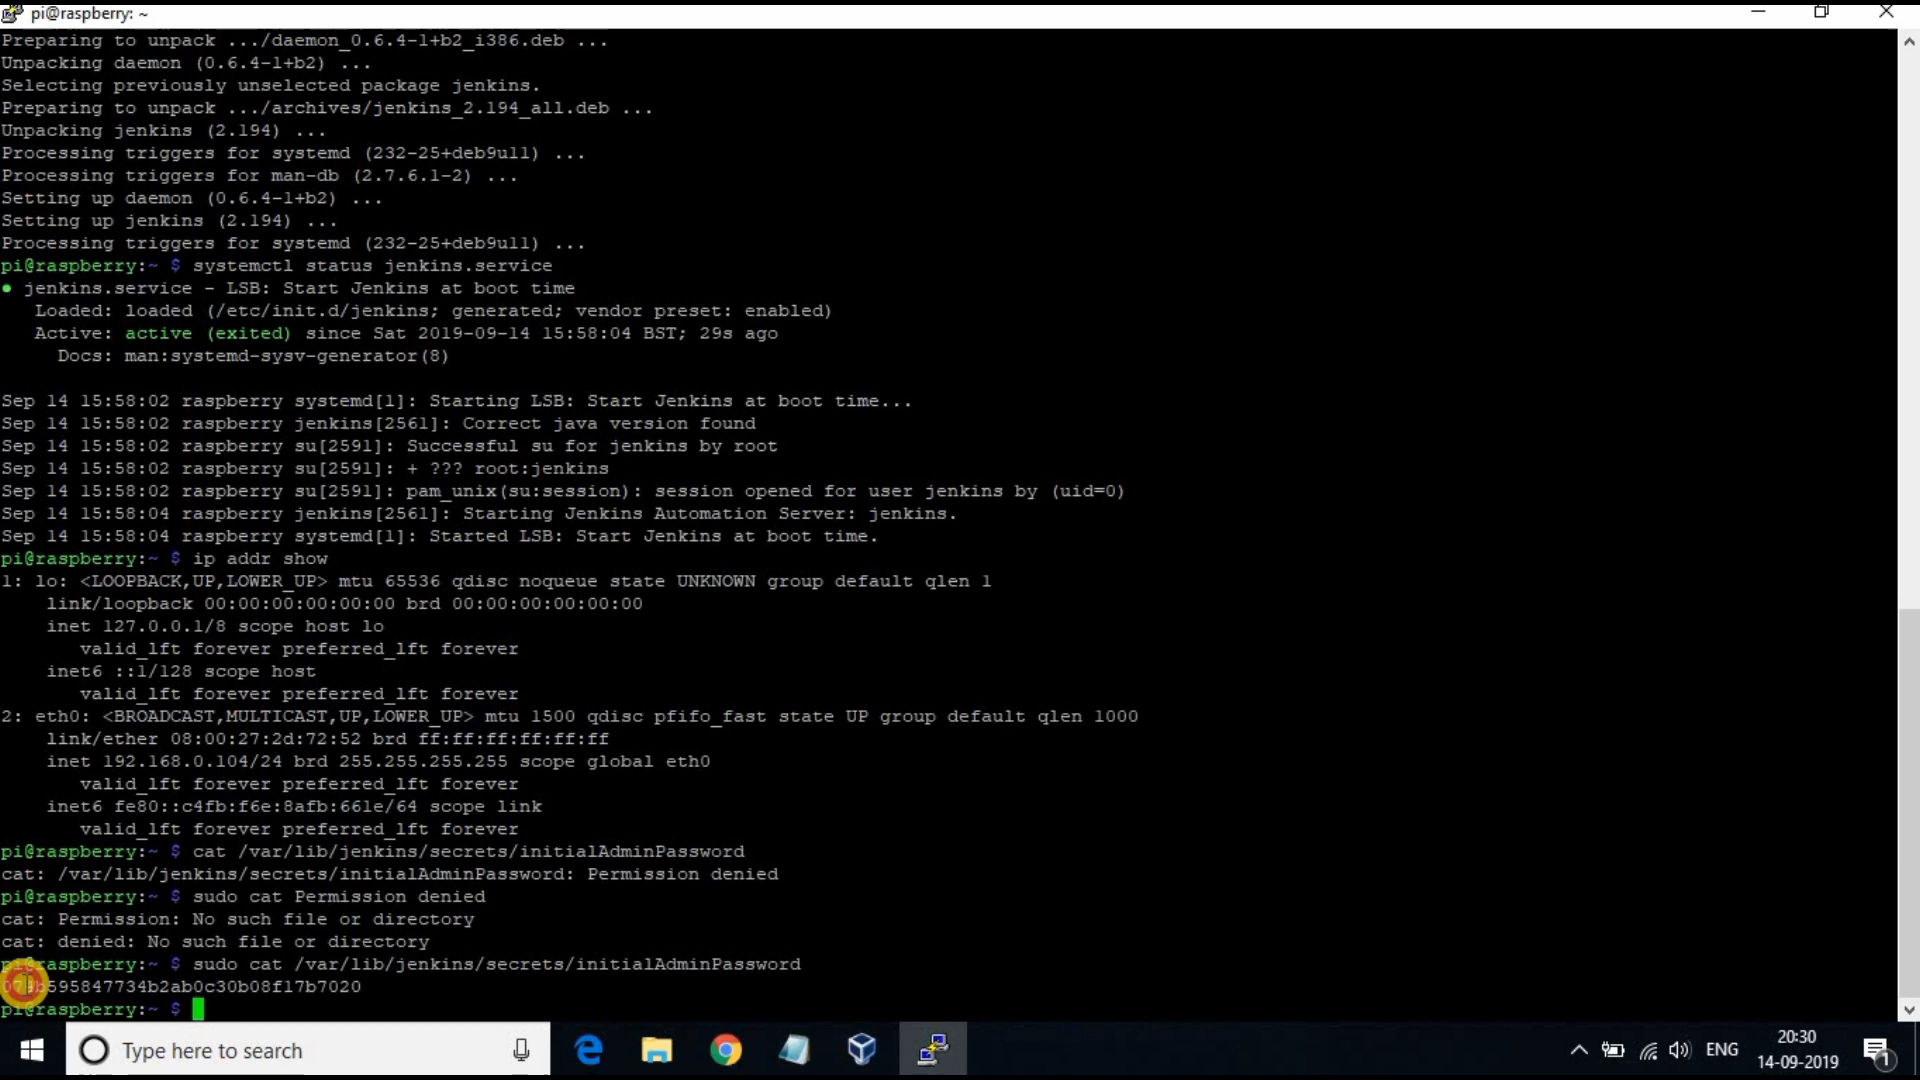 pi@raspberry: ~
Preparing to unpack .../daemon_0.6.4-1+b2_i386.deb ...
Unpacking daemon (0.6.4-1+b2) ...
Selecting previously unselected package jenkins.
Preparing to unpack .../archives/jenkins_2.194_all.deb ...
Unpacking jenkins (2.194) ...
Processing triggers for systemd (232-25+deb9u11) ...
Processing triggers for man-db (2.7.6.1-2) ...
Setting up daemon (0.6.4-1+b2) ...
Setting up jenkins (2.194) ...
Processing triggers for systemd (232-25+deb9u11) ...
pi@raspberry:~ $ systemctl status jenkins.service
● jenkins.service - LSB: Start Jenkins at boot time
Loaded: loaded (/etc/init.d/jenkins; generated; vendor preset: enabled)
Active: active (exited) since Sat 2019-09-14 15:58:04 BST; 29s ago
Docs: man:systemd-sysv-generator(8)
Sep 14 15:58:02 raspberry systemd[1]: Starting LSB: Start Jenkins at boot time...
Sep 14 15:58:02 raspberry jenkins[2561]: Correct java version found
Sep 14 15:58:02 raspberry su[2591]: Successful su for jenkins by root
Sep 14 15:58:02 raspberry su[2591]: + ??? root:jenkins
Sep 14 15:58:02 raspberry su[2591]: pam_unix(su:session): session opened for user jenkins by (uid=0)
Sep 14 15:58:04 raspberry jenkins[2561]: Starting Jenkins Automation Server: jenkins.
Sep 14 15:58:04 raspberry systemd[1]: Started LSB: Start Jenkins at boot time.
pi@raspberry:~ $ ip addr show
1: lo: <LOOPBACK,UP,LOWER_UP> mtu 65536 qdisc noqueue state UNKNOWN group default qlen 1
link/loopback 00:00:00:00:00:00 brd 00:00:00:00:00:00
inet 127.0.0.1/8 scope host lo
valid_lft forever preferred_lft forever
inet6 ::1/128 scope host
valid_lft forever preferred_lft forever
2: eth0: <BROADCAST,MULTICAST,UP,LOWER_UP> mtu 1500 qdisc pfifo_fast state UP group default qlen 1000
link/ether 08:00:27:2d:72:52 brd ff:ff:ff:ff:ff:ff
inet 192.168.0.104/24 brd 255.255.255.255 scope global eth0
valid_lft forever preferred_lft forever
inet6 fe80::c4fb:f6e:8afb:661e/64 scope link
valid_lft forever preferred_lft forever
pi@raspberry:~ $ cat /var/lib/jenkins/secrets/initialAdminPassword
cat: /var/lib/jenkins/secrets/initialAdminPassword: Permission denied
pi@raspberry:~ $ sudo cat Permission denied
cat: Permission: No such file or directory
cat: denied: No such file or directory
pi@raspberry:~ $ sudo cat /var/lib/jenkins/secrets/initialAdminPassword
pi@raspberry:~ $
Type here to search
ENG
20:30
14-09-2019
1